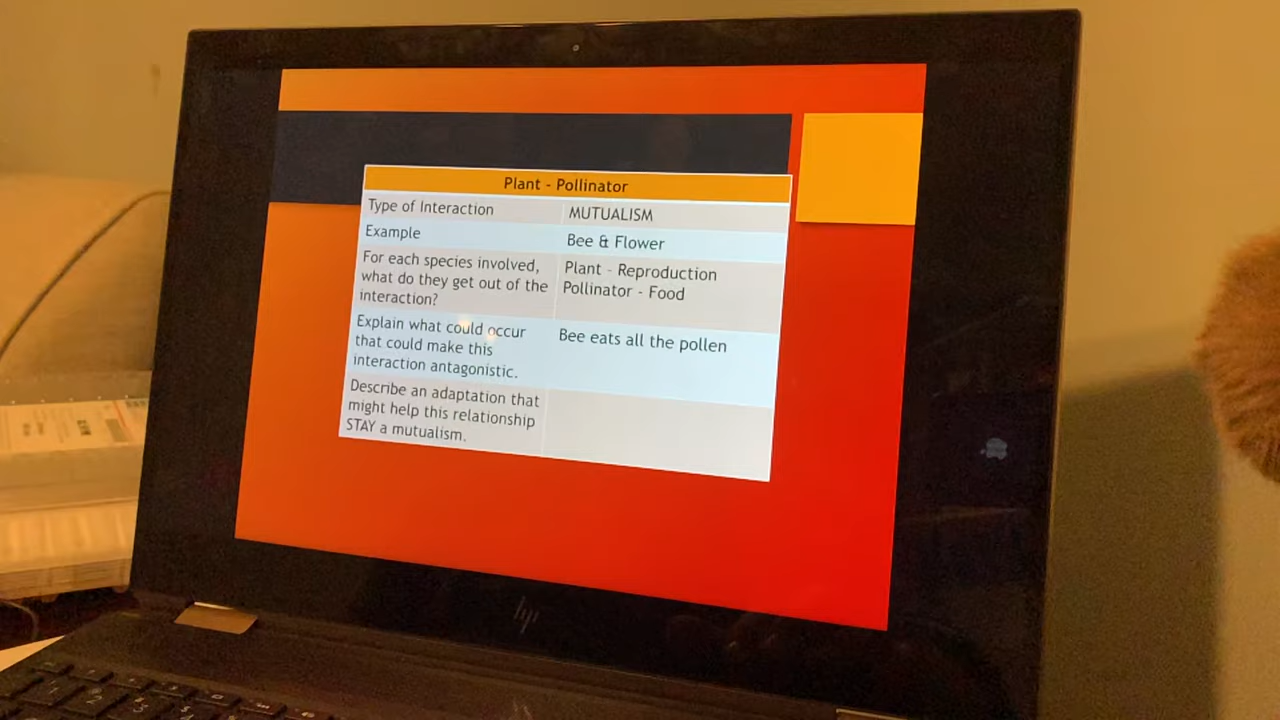 Plant - Pollinator
Type of Interaction
MUTUALISM
Example
Bee & Flower
For each species involved,
what do they get out of the
interaction?
Plant - Reproduction
Pollinator - Food
Explain what could occur
that could make this
interaction antagonistic.
Bee eats all the pollen
Describe an adaptation that
might help this relationship
STAY a mutualism.
hp